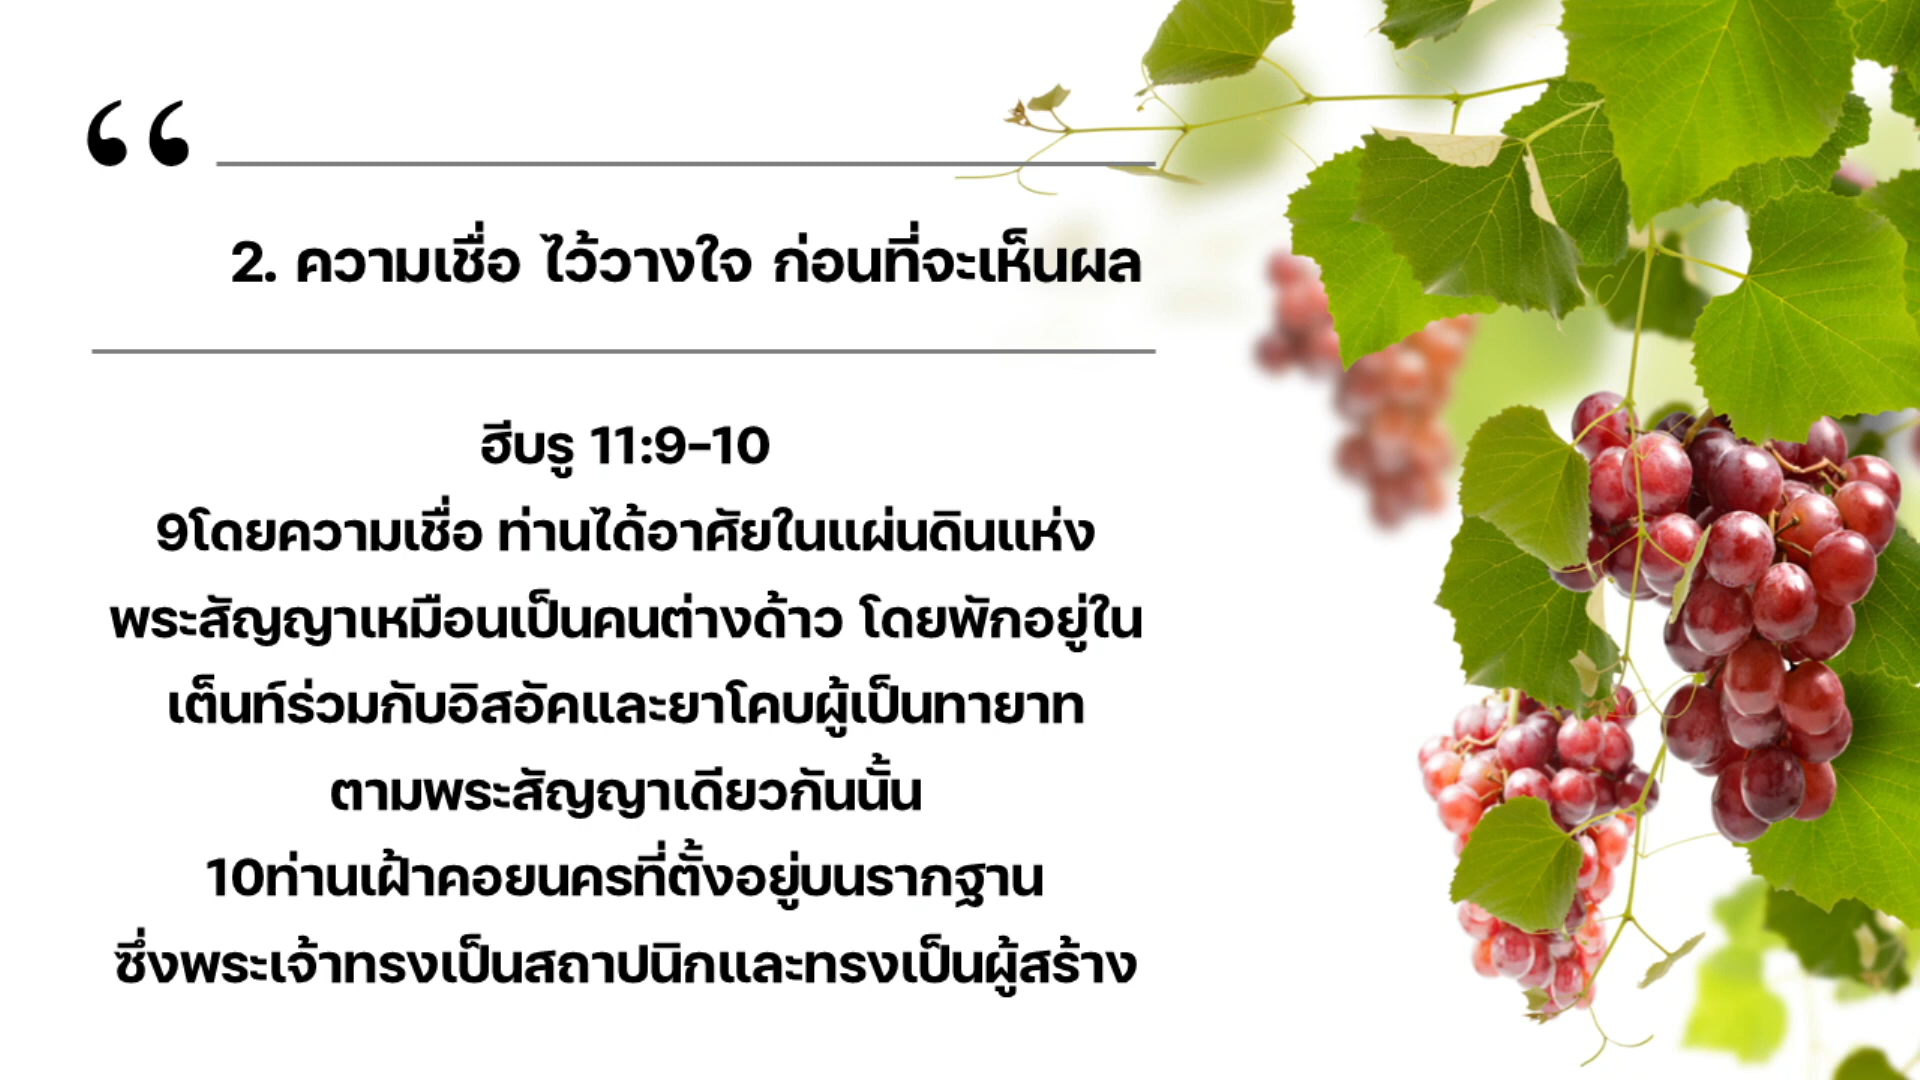 “
2. ความเชื่อ ไว้วางใจ ก่อนที่จะเห็นผล
ฮีบรู 11:9-10
9โดยความเชื่อ ท่านได้อาศัยในแผ่นดินแห่ง
พระสัญญาเหมือนเป็นคนต่างด้าว โดยพักอยู่ใน
เต็นท์ร่วมกับอิสอัคและยาโคบผู้เป็นทายาท
ตามพระสัญญาเดียวกันนั้น
10ท่านเฝ้าคอยนครที่ตั้งอยู่บนรากฐาน
ซึ่งพระเจ้าทรงเป็นสถาปนิกและทรงเป็นผู้สร้าง